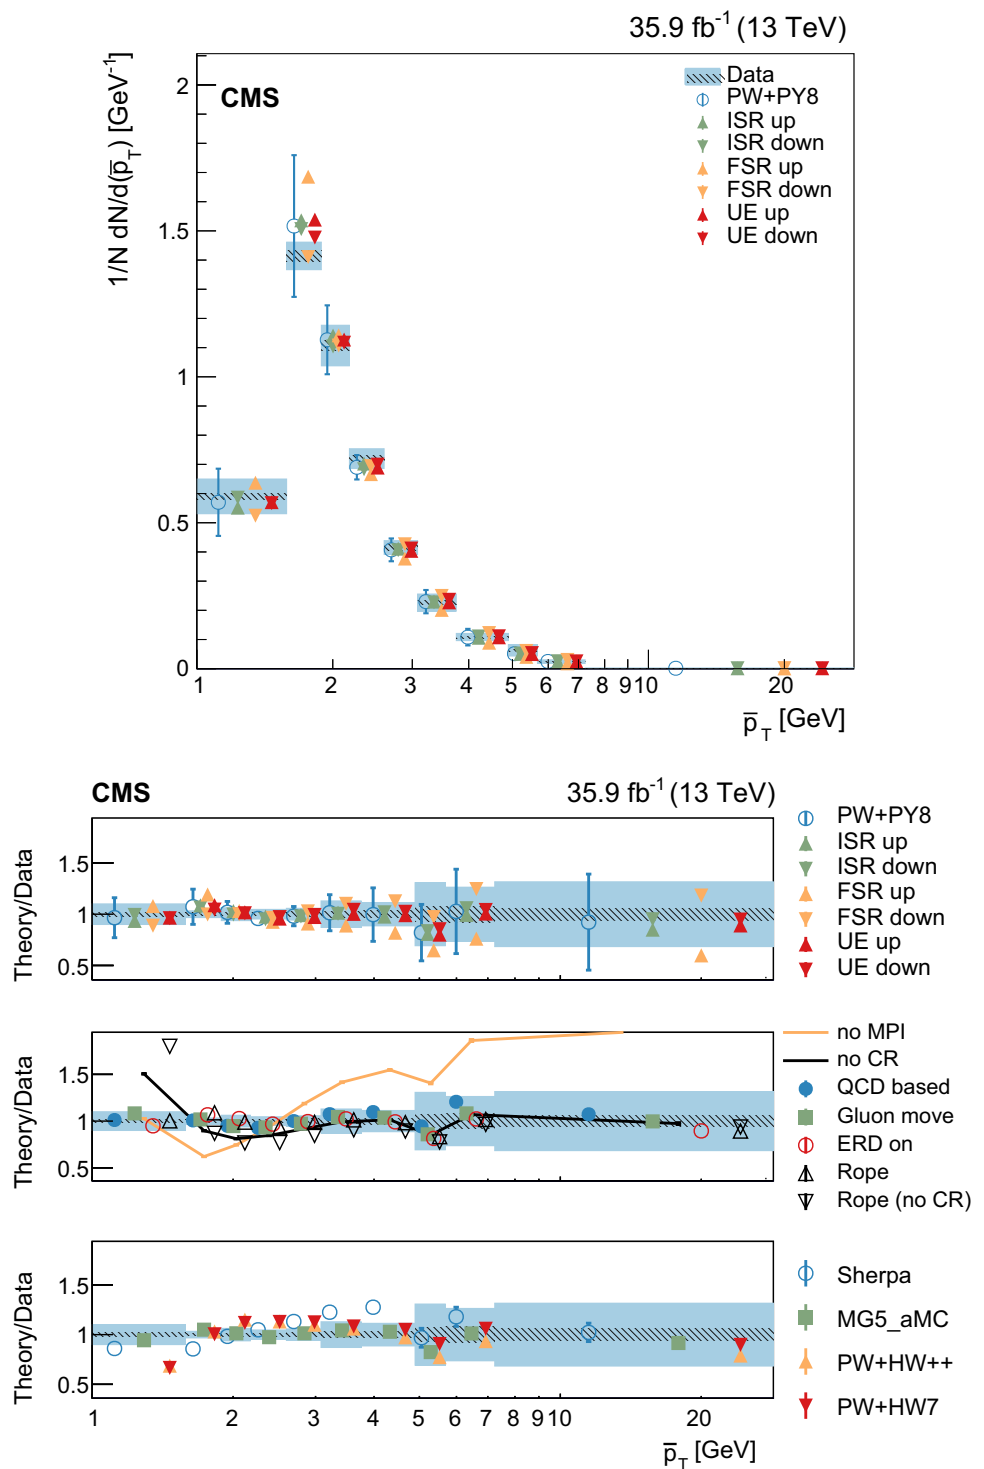 35.9 fb⁻¹ (13 TeV)
1/N dN/d(p̅_T) [GeV⁻¹]
CMS
Data
PW+PY8
ISR up
ISR down
FSR up
FSR down
UE up
UE down
2
1.5
1
0.5
0
1 2 3 4 5 6 7 8 9 10 20
p̅_T [GeV]
CMS 35.9 fb⁻¹ (13 TeV)
Theory/Data
1.5
1
0.5
PW+PY8
ISR up
ISR down
FSR up
FSR down
UE up
UE down
Theory/Data
1.5
1
0.5
no MPI
no CR
QCD based
Gluon move
ERD on
Rope
Rope (no CR)
Theory/Data
1.5
1
0.5
Sherpa
MG5_aMC
PW+HW++
PW+HW7
1 2 3 4 5 6 7 8 9 10 20
p̅_T [GeV]